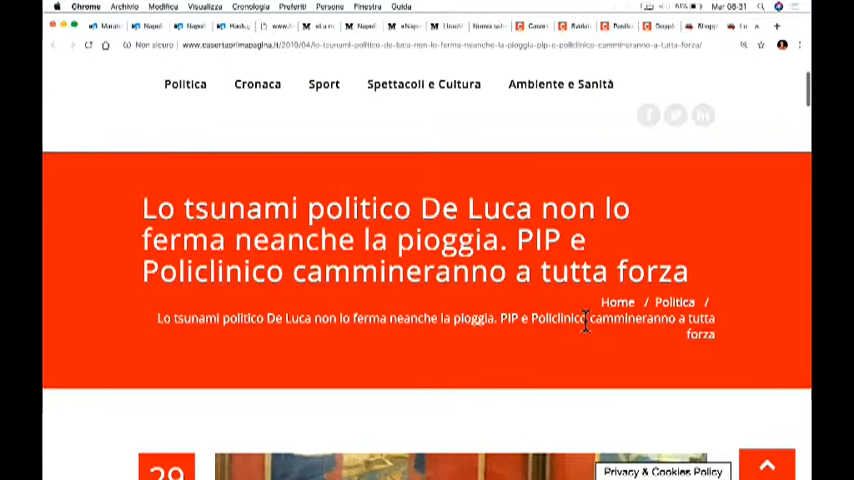 Chrome Archivio Modifica Visualizza Cronologia Preferiti Persone Finestra Guida
61% Mar 08:31
Non sicuro www.casertaprimapagina.it/2019/04/lo-tsunami-politico-de-luca-non-lo-ferma-neanche-la-pioggia-pip-e-policlinico-cammineranno-a-tutta-forza/
Politica Cronaca Sport Spettacoli e Cultura Ambiente e Sanità
Lo tsunami politico De Luca non lo
ferma neanche la pioggia. PIP e
Policlinico cammineranno a tutta forza
Home / Politica /
Lo tsunami politico De Luca non lo ferma neanche la pioggia. PIP e Policlinico cammineranno a tutta
forza
29
Privacy & Cookies Policy